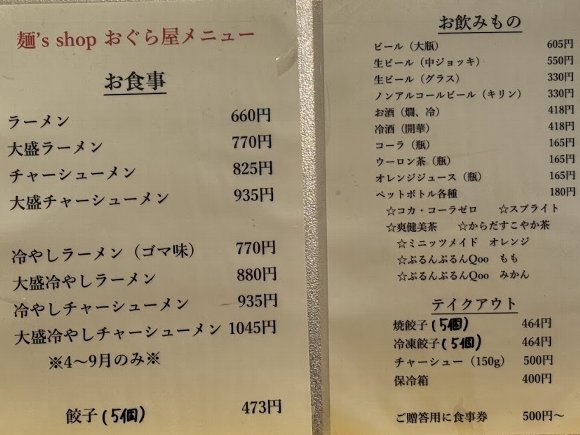 麺's shop おぐら屋メニュー
お食事
ラーメン 660円
大盛ラーメン 770円
チャーシューメン 825円
大盛チャーシューメン 935円
冷やしラーメン（ゴマ味） 770円
大盛冷やしラーメン 880円
冷やしチャーシューメン 935円
大盛冷やしチャーシューメン 1045円
※4～9月のみ※
餃子(5個) 473円
お飲みもの
ビール（大瓶） 605円
生ビール（中ジョッキ） 550円
生ビール（グラス） 330円
ノンアルコールビール（キリン） 330円
お酒（燗、冷） 418円
冷酒（開華） 418円
コーラ（瓶） 165円
ウーロン茶（瓶） 165円
オレンジジュース（瓶） 165円
ペットボトル各種 180円
☆コカ・コーラゼロ ☆スプライト
☆爽健美茶 ☆からだすこやか茶
☆ミニッツメイド オレンジ
☆ぷるんぷるんQoo もも
☆ぷるんぷるんQoo みかん
テイクアウト
焼餃子(5個) 464円
冷凍餃子(5個) 464円
チャーシュー（150g） 500円
保冷箱 400円
ご贈答用に食事券 500円～